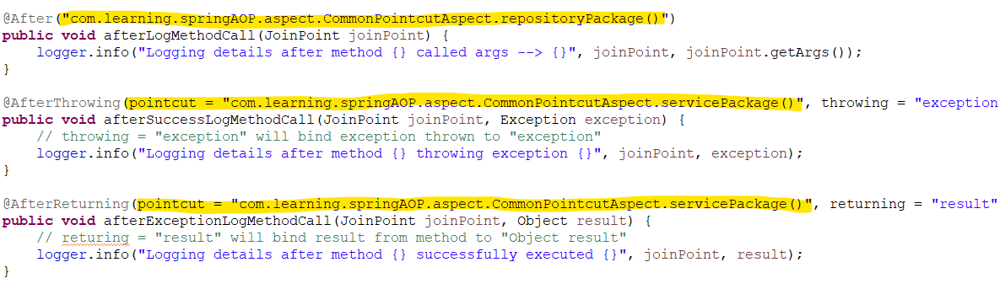 @After("com.learning.springAOP.aspect.CommonPointcutAspect.repositoryPackage()")
public void afterLogMethodCall(JoinPoint joinPoint) {
    logger.info("Logging details after method {} called args --> {}", joinPoint, joinPoint.getArgs());
}

@AfterThrowing(pointcut = "com.learning.springAOP.aspect.CommonPointcutAspect.servicePackage()", throwing = "exception
public void afterSuccessLogMethodCall(JoinPoint joinPoint, Exception exception) {
    // throwing = "exception" will bind exception thrown to "exception"
    logger.info("Logging details after method {} throwing exception {}", joinPoint, exception);
}

@AfterReturning(pointcut = "com.learning.springAOP.aspect.CommonPointcutAspect.servicePackage()", returning = "result"
public void afterExceptionLogMethodCall(JoinPoint joinPoint, Object result) {
    // returing = "result" will bind result from method to "Object result"
    logger.info("Logging details after method {} successfully executed {}", joinPoint, result);
}